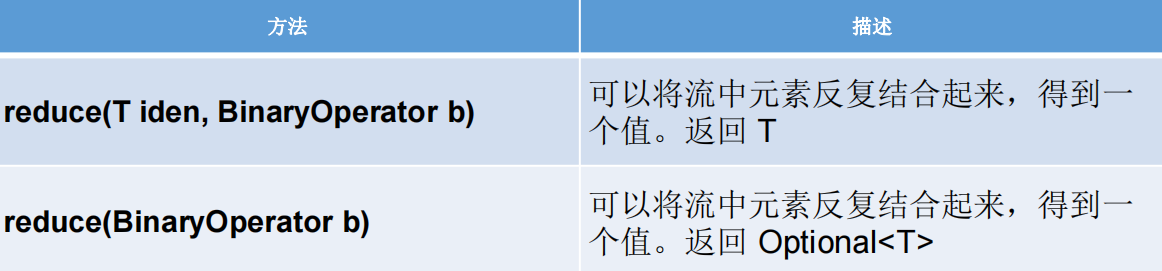 方法
描述
reduce(T iden, BinaryOperator b)
可以将流中元素反复结合起来，得到一
个值。返回 T
reduce(BinaryOperator b)
可以将流中元素反复结合起来，得到一
个值。返回 Optional<T>